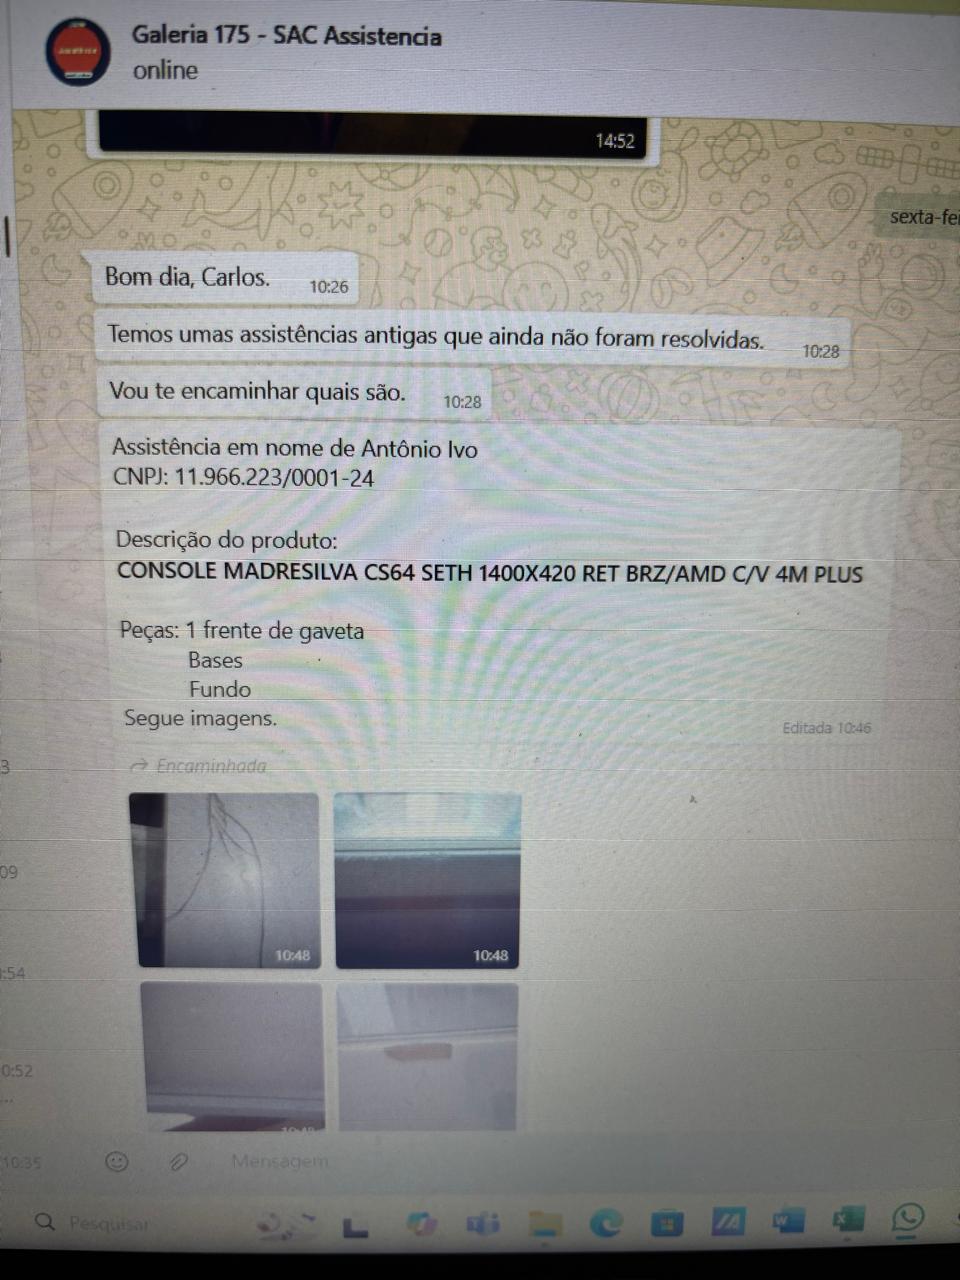 Galeria 175 - SAC Assistencia
online
14:52
sexta-fei
Bom dia, Carlos. 10:26
Temos umas assistências antigas que ainda não foram resolvidas. 10:28
Vou te encaminhar quais são. 10:28
Assistência em nome de Antônio Ivo
CNPJ: 11.966.223/0001-24
Descrição do produto:
CONSOLE MADRESILVA CS64 SETH 1400X420 RET BRZ/AMD C/V 4M PLUS
Peças: 1 frente de gaveta
Bases
Fundo
Segue imagens.
Editada 10:46
3
Encaminhada
09
10:48
10:48
:54
0:52
...
10:48
10:35
Mensagem
Pesquisar